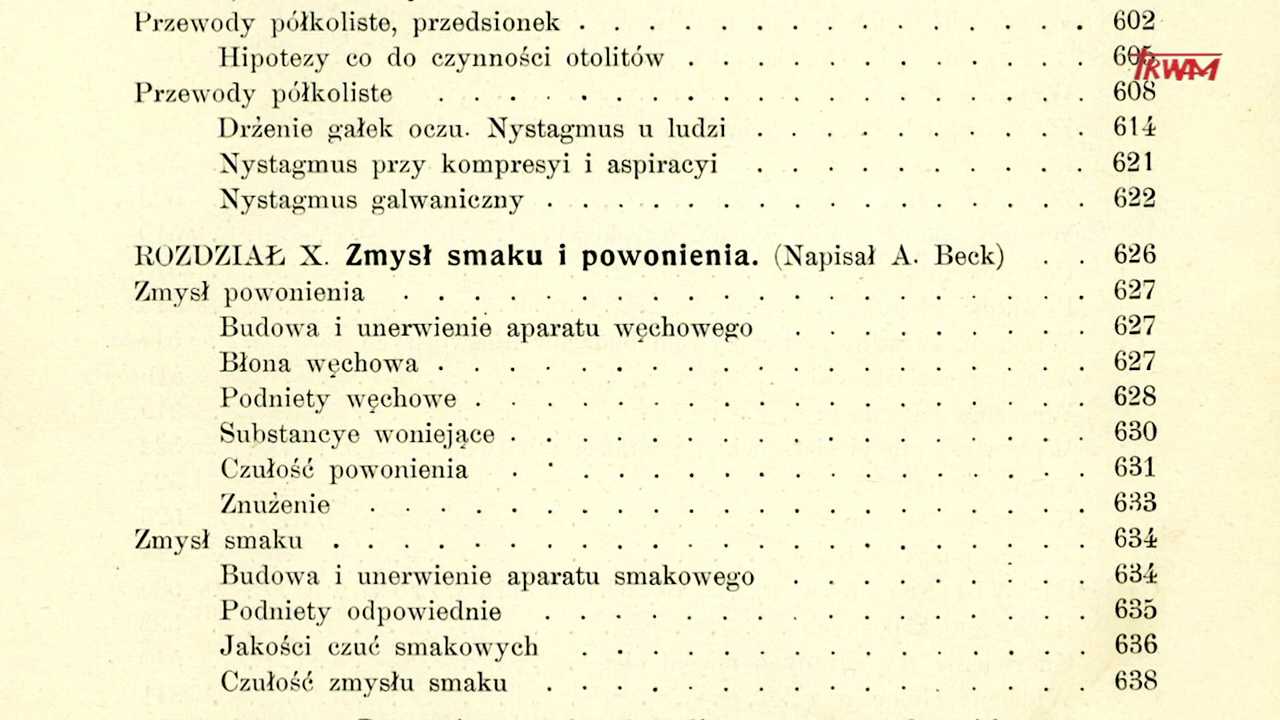 Przewody półkoliste, przedsionek . . . . . . . . . . . . . . . 602
Hipotezy co do czynności otolitów . . . . . . . . . . . . 605
TRWAM
Przewody półkoliste . . . . . . . . . . . . . . . . . . . 608
Drżenie gałek oczu. Nystagmus u ludzi . . . . . . . . . . 614
Nystagmus przy kompresyi i aspiracyi . . . . . . . . . . 621
Nystagmus galwaniczny . . . . . . . . . . . . . . . . 622
ROZDZIAŁ X. Zmysł smaku i powonienia. (Napisał A. Beck) . . 626
Zmysł powonienia . . . . . . . . . . . . . . . . . . . . 627
Budowa i unerwienie aparatu węchowego . . . . . . . . . 627
Błona węchowa . . . . . . . . . . . . . . . . . . . 627
Podniety węchowe . . . . . . . . . . . . . . . . . . 628
Substancye woniejące . . . . . . . . . . . . . . . . . 630
Czułość powonienia . . . . . . . . . . . . . . . . . 631
Znużenie . . . . . . . . . . . . . . . . . . . . . 633
Zmysł smaku . . . . . . . . . . . . . . . . . . . . . . 634
Budowa i unerwienie aparatu smakowego . . . . . . . . . 634
Podniety odpowiednie . . . . . . . . . . . . . . . . 635
Jakości czuć smakowych . . . . . . . . . . . . . . . 636
Czułość zmysłu smaku . . . . . . . . . . . . . . . . 638